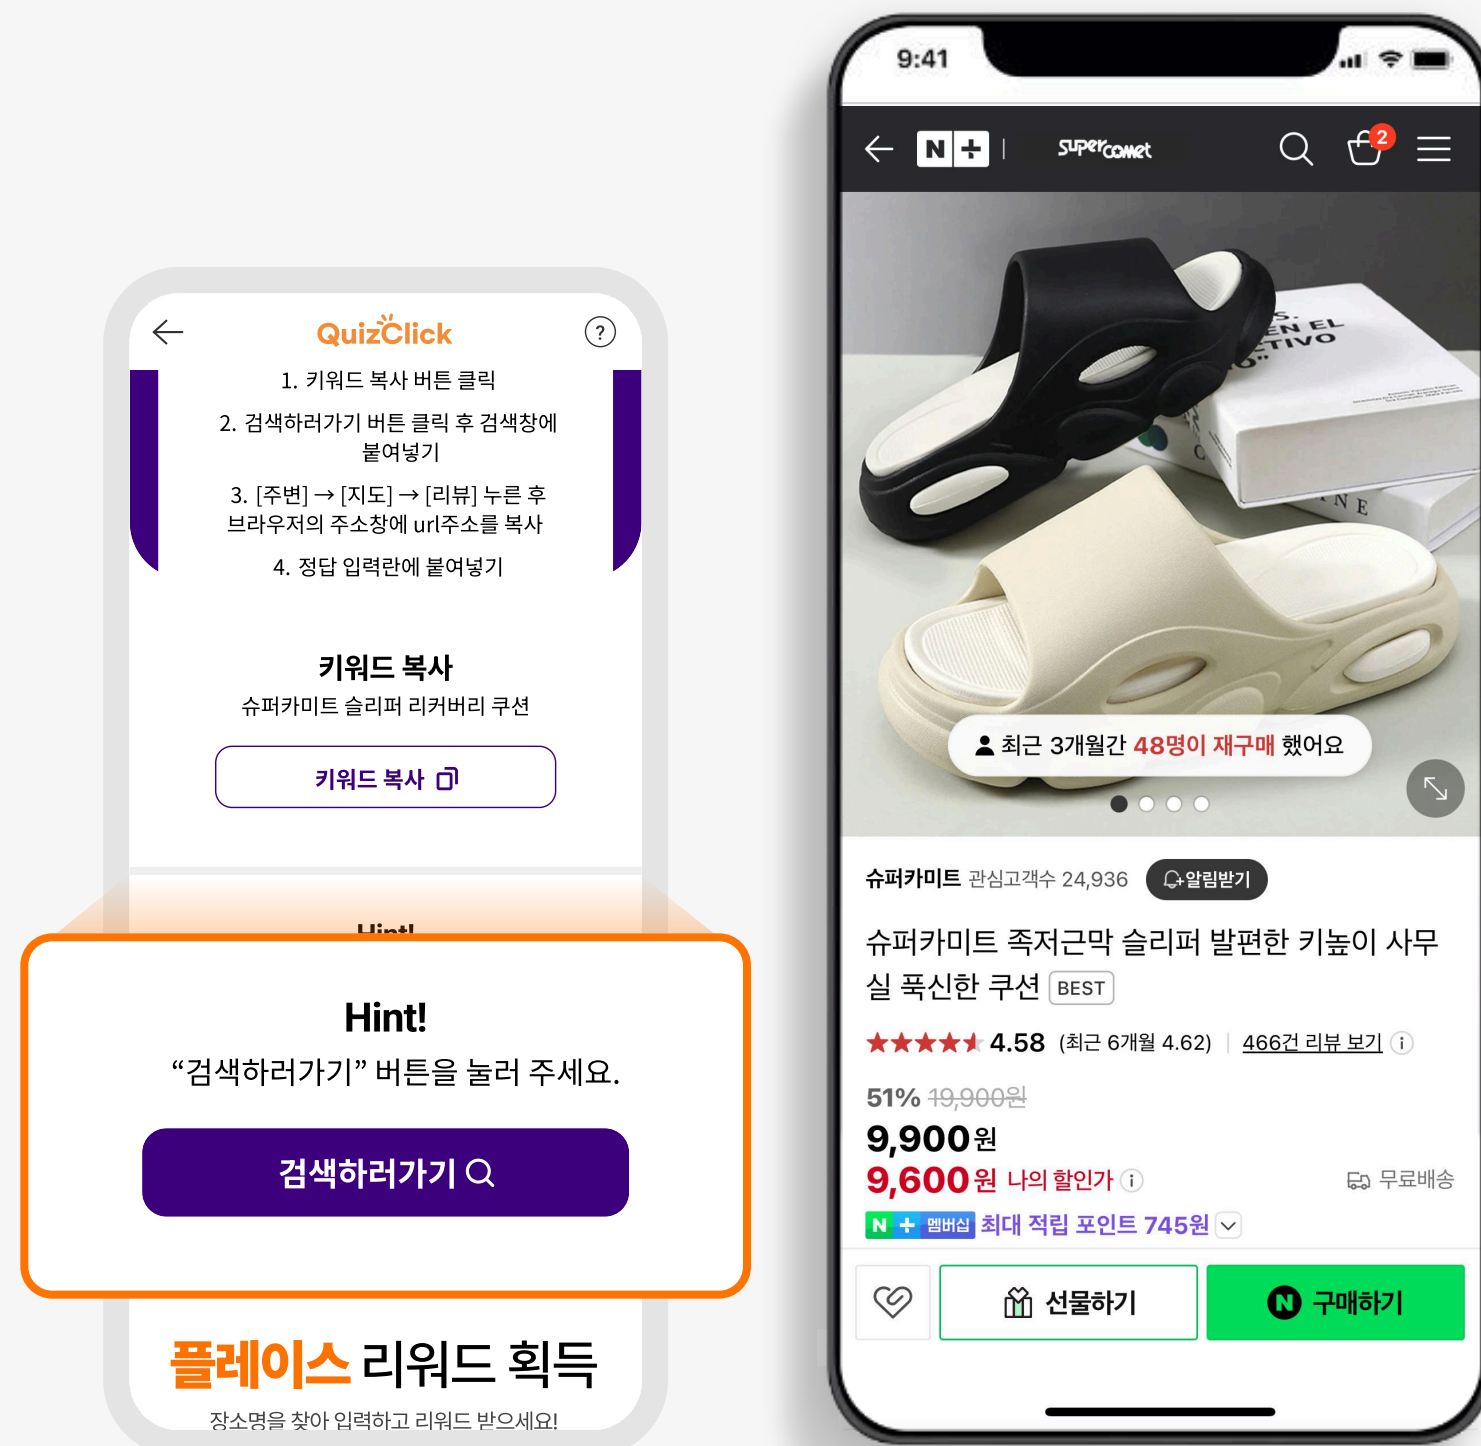 QuizClick
?
1. 키워드 복사 버튼 클릭
2. 검색하러가기 버튼 클릭 후 검색창에
붙여넣기
3. [주변] → [지도] → [리뷰] 누른 후
브라우저의 주소창에 url주소를 복사
4. 정답 입력란에 붙여넣기
키워드 복사
슈퍼카미트 슬리퍼 리커버리 쿠션
키워드 복사
Hint!
Hint!
“검색하러가기” 버튼을 눌러 주세요.
검색하러가기
플레이스 리워드 획득
장소명을 찾아 입력하고 리워드 받으세요!
9:41
N +
supercomet
2
EN EL
최근 3개월간 48명이 재구매 했어요
슈퍼카미트 관심고객수 24,936 알림받기
슈퍼카미트 족저근막 슬리퍼 발편한 키높이 사무
실 푹신한 쿠션 BEST
4.58 (최근 6개월 4.62) 466건 리뷰 보기
51% 19,900원
9,900원
9,600원 나의 할인가
무료배송
N + 멤버십 최대 적립 포인트 745원
선물하기
N 구매하기